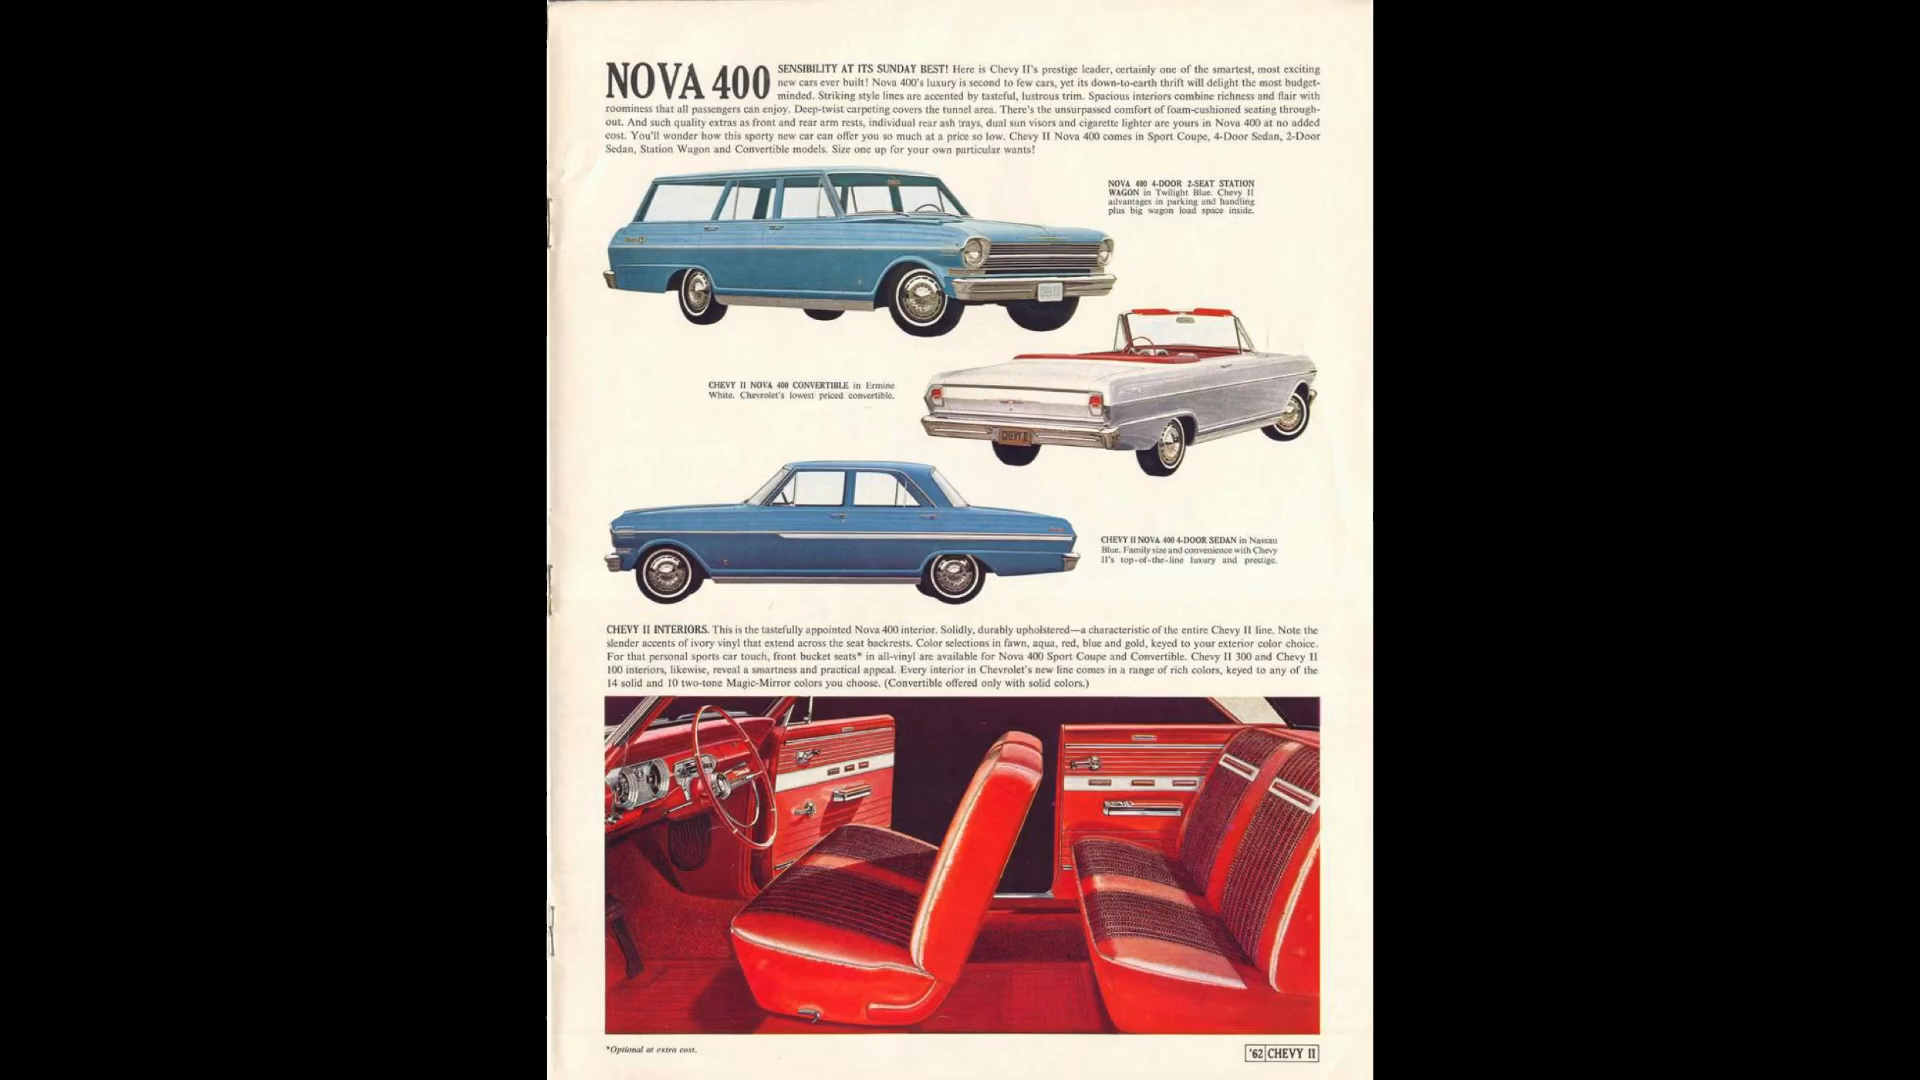 NOVA 400
SENSIBILITY AT ITS SUNDAY BEST! Here is Chevy II's prestige leader, certainly one of the smartest, most exciting
new cars ever built! Nova 400's luxury is second to few cars, yet its down-to-earth thrift will delight the most budget-
minded. Striking style lines are accented by tasteful, lustrous trim. Spacious interiors combine richness and flair with
roominess that all passengers can enjoy. Deep-twist carpeting covers the tunnel area. There's the unsurpassed comfort of foam-cushioned seating through-
out. And such quality extras as front and rear arm rests, individual rear ash trays, dual sun visors and cigarette lighter are yours in Nova 400 at no added
cost. You'll wonder how this sporty new car can offer you so much at a price so low. Chevy II Nova 400 comes in Sport Coupe, 4-Door Sedan, 2-Door
Sedan, Station Wagon and Convertible models. Size one up for your own particular wants!
NOVA 400 4-DOOR 2-SEAT STATION
WAGON in Twilight Blue. Chevy II
advantages in parking and handling
plus big wagon load space inside.
CHEVY II NOVA 400 CONVERTIBLE in Ermine
White. Chevrolet's lowest priced convertible.
CHEVY II
CHEVY II NOVA 400 4-DOOR SEDAN in Nassau
Blue. Family size and convenience with Chevy
II's top-of-the-line luxury and prestige.
CHEVY II INTERIORS. This is the tastefully appointed Nova 400 interior. Solidly, durably upholstered—a characteristic of the entire Chevy II line. Note the
slender accents of ivory vinyl that extend across the seat backrests. Color selections in fawn, aqua, red, blue and gold, keyed to your exterior color choice.
For that personal sports car touch, front bucket seats* in all-vinyl are available for Nova 400 Sport Coupe and Convertible. Chevy II 300 and Chevy II
100 interiors, likewise, reveal a smartness and practical appeal. Every interior in Chevrolet's new line comes in a range of rich colors, keyed to any of the
14 solid and 10 two-tone Magic-Mirror colors you choose. (Convertible offered only with solid colors.)
*Optional at extra cost.
'62 CHEVY II